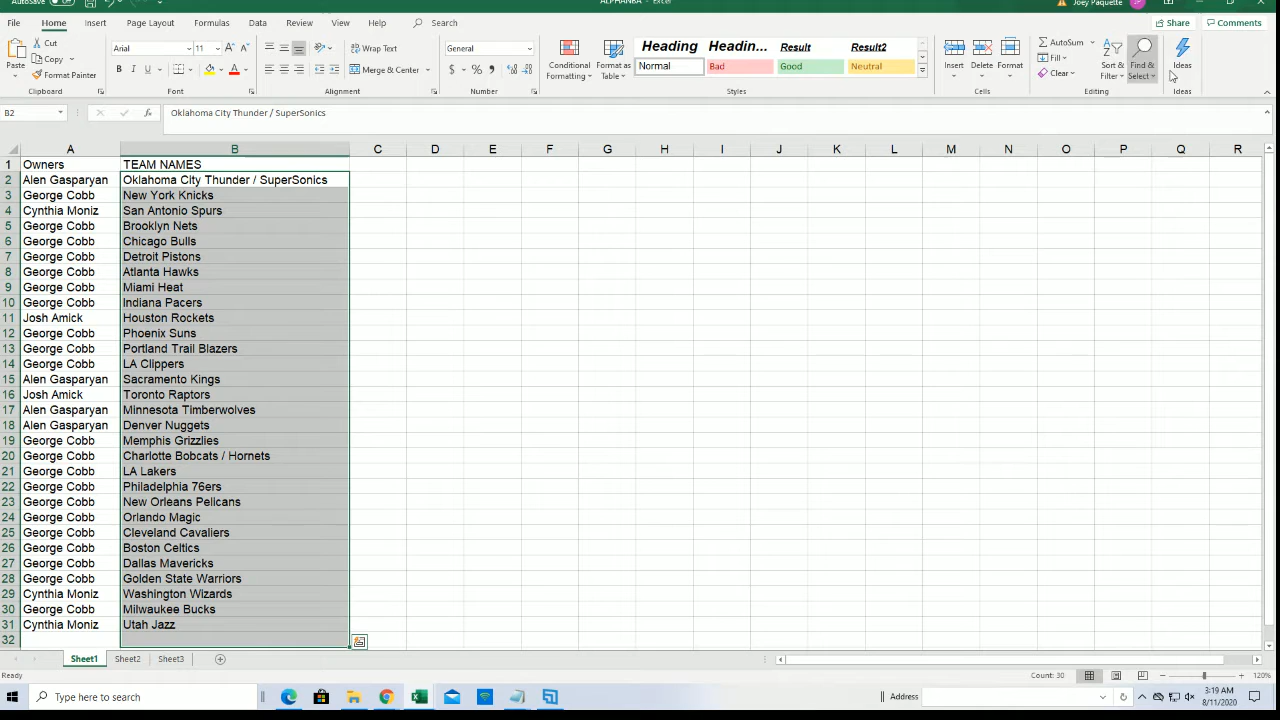 ALPHANBA - Excel
Joey Paquette JP
File Home Insert Page Layout Formulas Data Review View Help Search Share Comments
Cut
Copy
Format Painter
Paste
Clipboard
Arial 11
B I U
Font
Wrap Text
Merge & Center
Alignment
General
Number
Conditional Formatting
Format as Table
Heading Headin... Result Result2
Normal Bad Good Neutral
Styles
Insert Delete Format
Cells
AutoSum
Fill
Clear
Sort & Filter
Find & Select
Editing
Ideas
Ideas
B2 fx Oklahoma City Thunder / SuperSonics
A B C D E F G H I J K L M N O P Q R
1 Owners TEAM NAMES
2 Alen Gasparyan Oklahoma City Thunder / SuperSonics
3 George Cobb New York Knicks
4 Cynthia Moniz San Antonio Spurs
5 George Cobb Brooklyn Nets
6 George Cobb Chicago Bulls
7 George Cobb Detroit Pistons
8 George Cobb Atlanta Hawks
9 George Cobb Miami Heat
10 George Cobb Indiana Pacers
11 Josh Amick Houston Rockets
12 George Cobb Phoenix Suns
13 George Cobb Portland Trail Blazers
14 George Cobb LA Clippers
15 Alen Gasparyan Sacramento Kings
16 Josh Amick Toronto Raptors
17 Alen Gasparyan Minnesota Timberwolves
18 Alen Gasparyan Denver Nuggets
19 George Cobb Memphis Grizzlies
20 George Cobb Charlotte Bobcats / Hornets
21 George Cobb LA Lakers
22 George Cobb Philadelphia 76ers
23 George Cobb New Orleans Pelicans
24 George Cobb Orlando Magic
25 George Cobb Cleveland Cavaliers
26 George Cobb Boston Celtics
27 George Cobb Dallas Mavericks
28 George Cobb Golden State Warriors
29 Cynthia Moniz Washington Wizards
30 George Cobb Milwaukee Bucks
31 Cynthia Moniz Utah Jazz
32
Sheet1 Sheet2 Sheet3
Ready Count: 30 120%
Type here to search Address 3:19 AM
8/11/2020